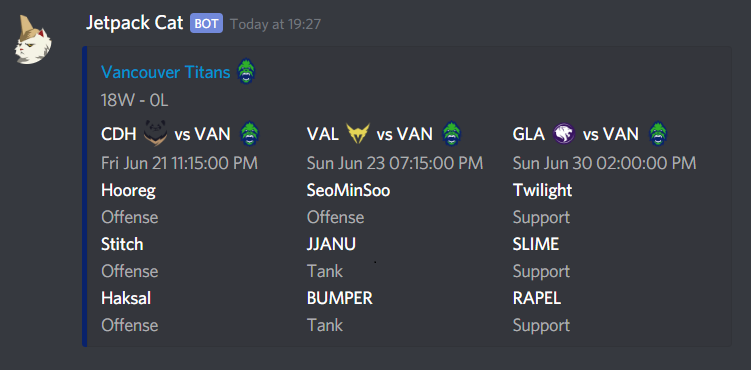 Jetpack Cat BOT Today at 19:27
Vancouver Titans
18W - 0L
CDH vs VAN VAL vs VAN GLA vs VAN
Fri Jun 21 11:15:00 PM Sun Jun 23 07:15:00 PM Sun Jun 30 02:00:00 PM
Hooreg SeoMinSoo Twilight
Offense Offense Support
Stitch JJANU SLIME
Offense Tank Support
Haksal BUMPER RAPEL
Offense Tank Support